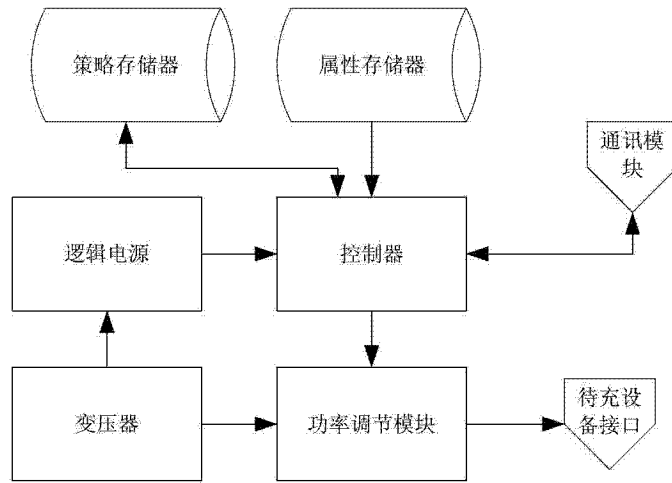 策略存储器
属性存储器
通讯模
块
逻辑电源
控制器
变压器
功率调节模块
待充设
备接口